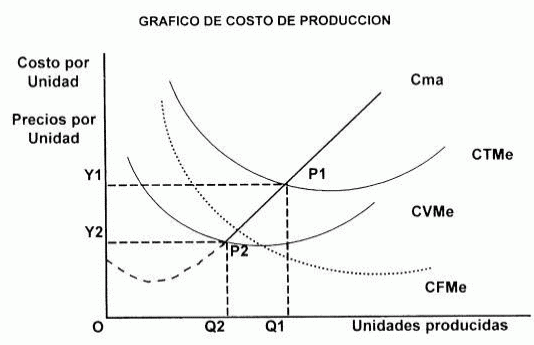 GRAFICO DE COSTO DE PRODUCCION
Costo por
Unidad
Precios por
Unidad
Cma
CTMe
P1
Y1
CVMe
Y2
P2
CFMe
O
Q2
Q1
Unidades producidas